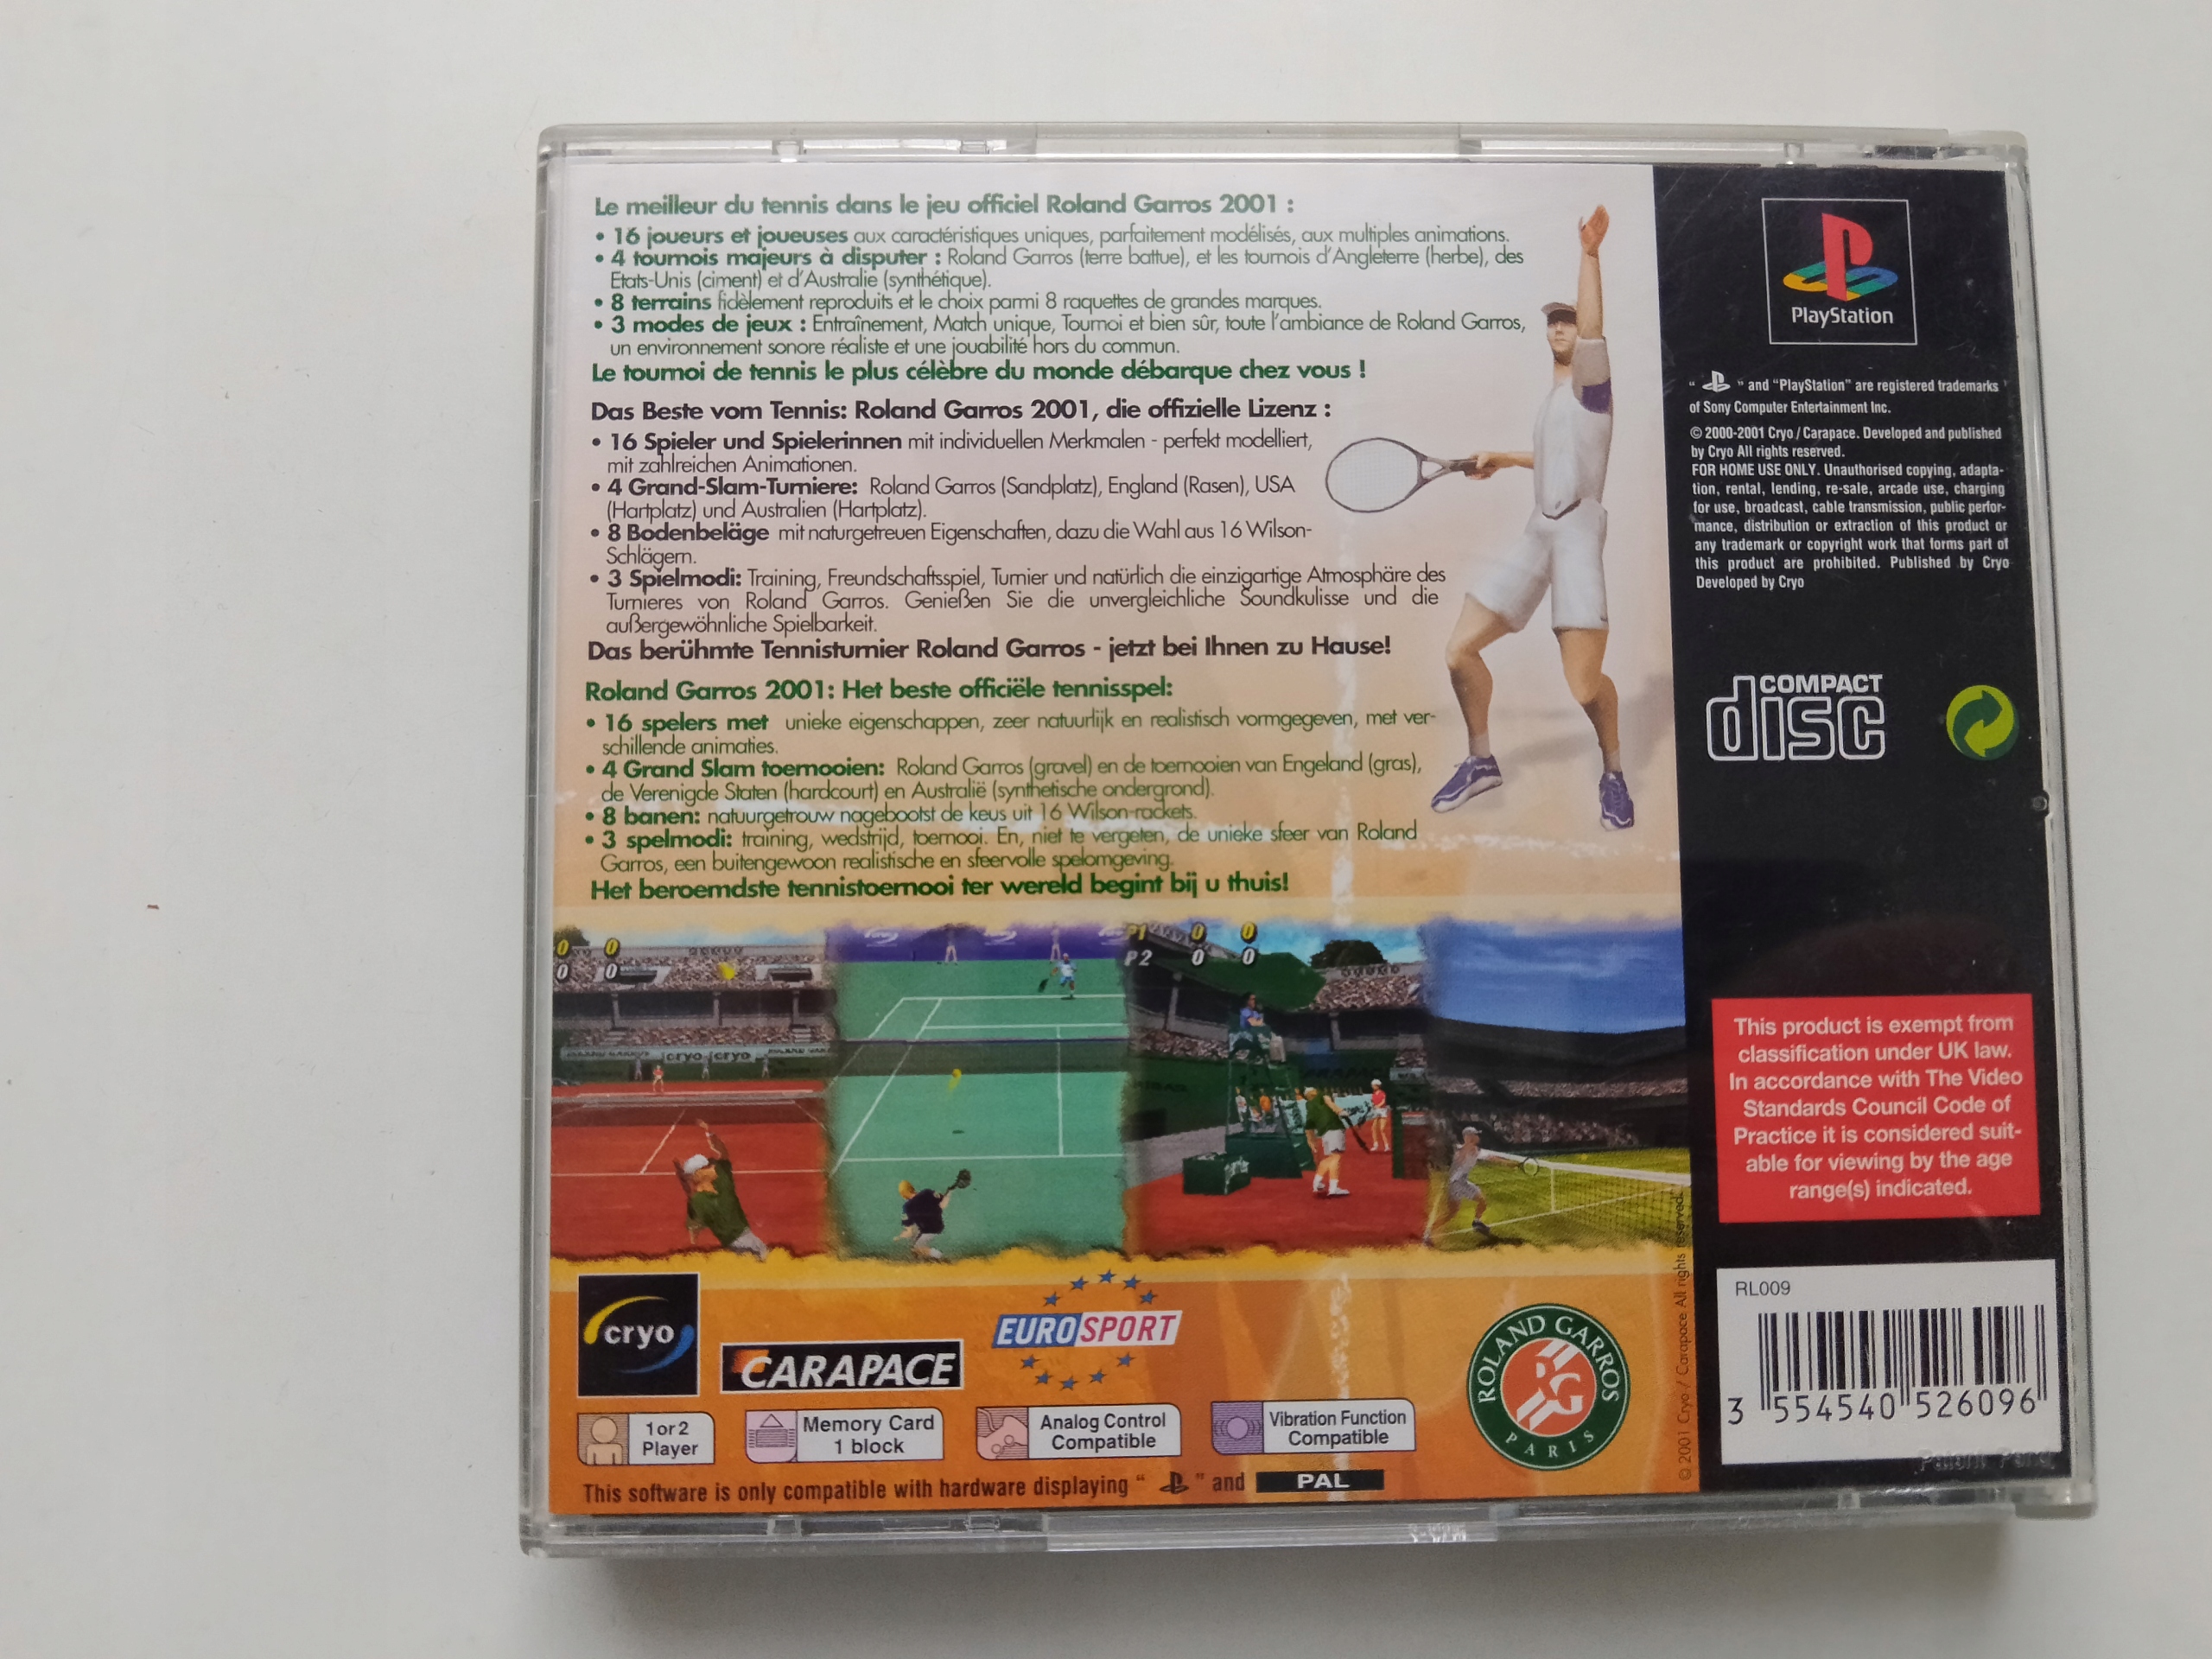 Le meilleur du tennis dans le jeu officiel Roland Garros 2001 :
• 16 joueurs et joueuses aux caractéristiques uniques, parfaitement modélisés, aux multiples animations.
• 4 tournois majeurs à disputer : Roland Garros (terre battue), et les tournois d'Angleterre (herbe), des
Etats-Unis (ciment) et d'Australie (synthétique).
• 8 terrains fidèlement reproduits et le choix parmi 8 raquettes de grandes marques.
• 3 modes de jeux : Entraînement, Match unique, Tournoi et bien sûr, toute l'ambiance de Roland Garros,
un environnement sonore réaliste et une jouabilité hors du commun.
Le tournoi de tennis le plus célèbre du monde débarque chez vous !
Das Beste vom Tennis: Roland Garros 2001, die offizielle Lizenz :
• 16 Spieler und Spielerinnen mit individuellen Merkmalen - perfekt modelliert,
mit zahlreichen Animationen.
• 4 Grand-Slam-Turniere: Roland Garros (Sandplatz), England (Rasen), USA
(Hartplatz) und Australien (Hartplatz).
• 8 Bodenbeläge mit naturgetreuen Eigenschaften, dazu die Wahl aus 16 Wilson-
Schlägern.
• 3 Spielmodi: Training, Freundschaftsspiel, Turnier und natürlich die einzigartige Atmosphäre des
Turnieres von Roland Garros. Genießen Sie die unvergleichliche Soundkulisse und die
außergewöhnliche Spielbarkeit.
Das berühmte Tennisturnier Roland Garros - jetzt bei Ihnen zu Hause!
Roland Garros 2001: Het beste officiële tennisspel:
• 16 spelers met unieke eigenschappen, zeer natuurlijk en realistisch vormgegeven, met ver-
schillende animaties.
• 4 Grand Slam toernooien: Roland Garros (gravel) en de toernooien van Engeland (gras),
de Verenigde Staten (hardcourt) en Australië (synthetische ondergrond).
• 8 banen: natuurgetrouw nagebootst de keus uit 16 Wilson-rackets.
• 3 spelmodi: training, wedstrijd, toernooi. En, niet te vergeten, de unieke sfeer van Roland
Garros, een buitengewoon realistische en sfeervolle spelomgeving.
Het beroemdste tennistoernooi ter wereld begint bij u thuis!
0 0
0 0
cryo cryo
P1 0 0
P2 0 0
cryo
CARAPACE
EUROSPORT
ROLAND GARROS
RG
PARIS
1 or 2
Player
Memory Card
1 block
Analog Control
Compatible
Vibration Function
Compatible
This software is only compatible with hardware displaying " " and PAL
© 2001 Cryo / Carapace All rights reserved.
PlayStation
" " and "PlayStation" are registered trademarks
of Sony Computer Entertainment Inc.
© 2000-2001 Cryo / Carapace. Developed and published
by Cryo All rights reserved.
FOR HOME USE ONLY. Unauthorised copying, adapta-
tion, rental, lending, re-sale, arcade use, charging
for use, broadcast, cable transmission, public perfor-
mance, distribution or extraction of this product or
any trademark or copyright work that forms part of
this product are prohibited. Published by Cryo
Developed by Cryo
COMPACT
disc
This product is exempt from
classification under UK law.
In accordance with The Video
Standards Council Code of
Practice it is considered suit-
able for viewing by the age
range(s) indicated.
RL009
3 554540 526096